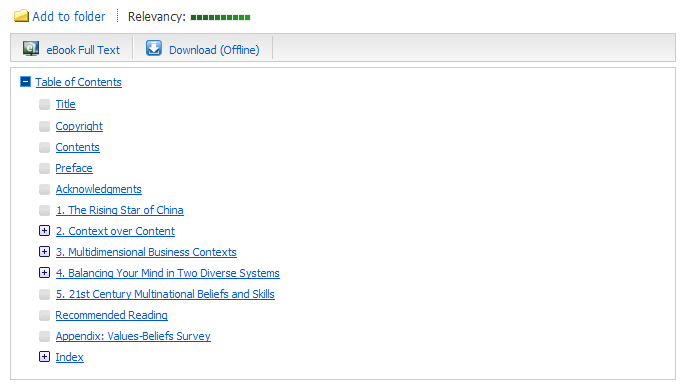 Add to folder Relevancy:
eBook Full Text Download (Offline)
Table of Contents
Title
Copyright
Contents
Preface
Acknowledgments
1. The Rising Star of China
2. Context over Content
3. Multidimensional Business Contexts
4. Balancing Your Mind in Two Diverse Systems
5. 21st Century Multinational Beliefs and Skills
Recommended Reading
Appendix: Values-Beliefs Survey
Index